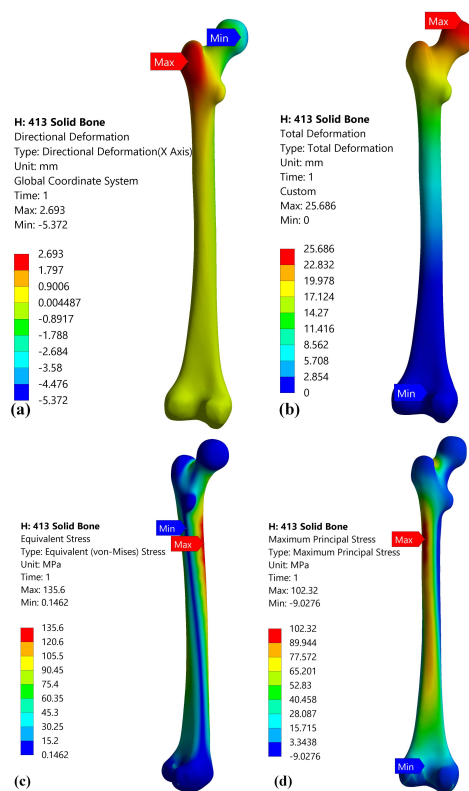 Min
Max
H: 413 Solid Bone
Directional Deformation
Type: Directional Deformation(X Axis)
Unit: mm
Global Coordinate System
Time: 1
Max: 2.693
Min: -5.372
2.693
1.797
0.9006
0.004487
-0.8917
-1.788
-2.684
-3.58
-4.476
-5.372
(a)
Max
H: 413 Solid Bone
Total Deformation
Type: Total Deformation
Unit: mm
Time: 1
Custom
Max: 25.686
Min: 0
25.686
22.832
19.978
17.124
14.27
11.416
8.562
5.708
2.854
0
Min
(b)
H: 413 Solid Bone
Equivalent Stress
Type: Equivalent (von-Mises) Stress
Unit: MPa
Time: 1
Max: 135.6
Min: 0.1462
Min
Max
135.6
120.6
105.5
90.45
75.4
60.35
45.3
30.25
15.2
0.1462
(c)
H: 413 Solid Bone
Maximum Principal Stress
Type: Maximum Principal Stress
Unit: MPa
Time: 1
Max: 102.32
Min: -9.0276
Max
102.32
89.944
77.572
65.201
52.83
40.458
28.087
15.715
3.3438
-9.0276
Min
(d)